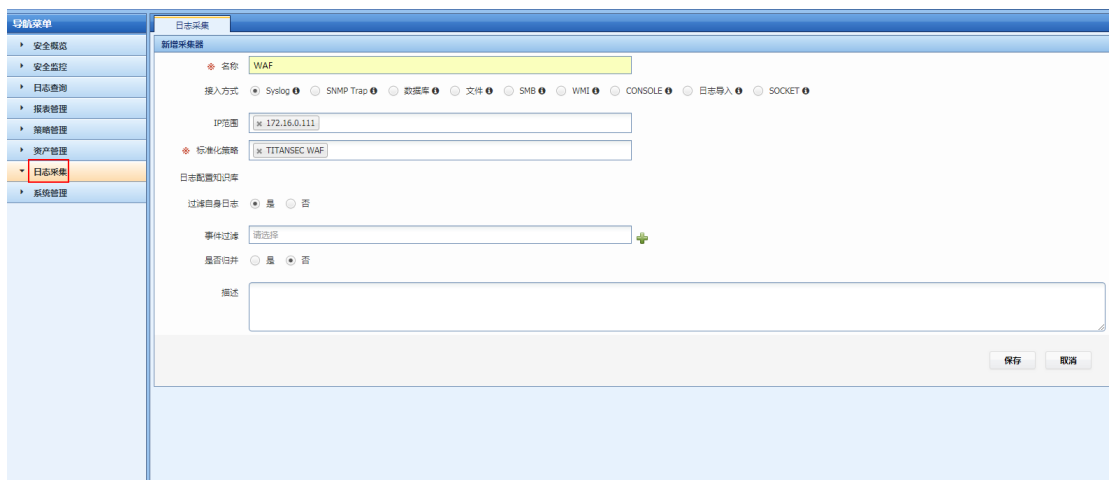 导航菜单
安全概览
安全监控
日志查询
报表管理
策略管理
资产管理
日志采集
系统管理
日志采集
新增采集器
※ 名称 WAF
接入方式 Syslog SNMP Trap 数据库 文件 SMB WMI CONSOLE 日志导入 SOCKET
IP范围 × 172.16.0.111
※ 标准化策略 × TITANSEC WAF
日志配置知识库
过滤自身日志 是 否
事件过滤 请选择
是否归并 是 否
描述
保存 取消